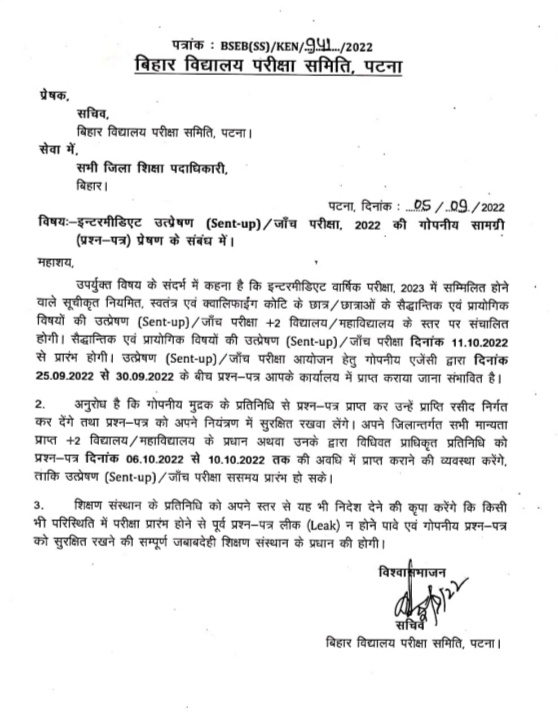 पत्रांक : BSEB(SS)/KEN/941/2022
बिहार विद्यालय परीक्षा समिति, पटना
प्रेषक,
सचिव,
बिहार विद्यालय परीक्षा समिति, पटना।
सेवा में,
सभी जिला शिक्षा पदाधिकारी,
बिहार।
पटना, दिनांक : 05/09/2022
विषयः–इन्टरमीडिएट उत्प्रेषण (Sent-up)/जाँच परीक्षा, 2022 की गोपनीय सामग्री
(प्रश्न–पत्र) प्रेषण के संबंध में।
महाशय,
उपर्युक्त विषय के संदर्भ में कहना है कि इन्टरमीडिएट वार्षिक परीक्षा, 2023 में सम्मिलित होने
वाले सूचीकृत नियमित, स्वतंत्र एवं क्वालिफाईंग कोटि के छात्र/छात्राओं के सैद्धान्तिक एवं प्रायोगिक
विषयों की उत्प्रेषण (Sent-up)/जाँच परीक्षा +2 विद्यालय/महाविद्यालय के स्तर पर संचालित
होगी। सैद्धान्तिक एवं प्रायोगिक विषयों की उत्प्रेषण (Sent-up)/जाँच परीक्षा दिनांक 11.10.2022
से प्रारंभ होगी। उत्प्रेषण (Sent-up)/जाँच परीक्षा आयोजन हेतु गोपनीय एजेंसी द्वारा दिनांक
25.09.2022 से 30.09.2022 के बीच प्रश्न–पत्र आपके कार्यालय में प्राप्त कराया जाना संभावित है।
2. अनुरोध है कि गोपनीय मुद्रक के प्रतिनिधि से प्रश्न–पत्र प्राप्त कर उन्हें प्राप्ति रसीद निर्गत
कर देंगे तथा प्रश्न–पत्र को अपने नियंत्रण में सुरक्षित रखवा लेंगे। अपने जिलान्तर्गत सभी मान्यता
प्राप्त +2 विद्यालय/महाविद्यालय के प्रधान अथवा उनके द्वारा विधिवत प्राधिकृत प्रतिनिधि को
प्रश्न–पत्र दिनांक 06.10.2022 से 10.10.2022 तक की अवधि में प्राप्त कराने की व्यवस्था करेंगे,
ताकि उत्प्रेषण (Sent-up)/जाँच परीक्षा ससमय प्रारंभ हो सके।
3. शिक्षण संस्थान के प्रतिनिधि को अपने स्तर से यह भी निदेश देने की कृपा करेंगे कि किसी
भी परिस्थिति में परीक्षा प्रारंभ होने से पूर्व प्रश्न–पत्र लीक (Leak) न होने पावे एवं गोपनीय प्रश्न–पत्र
को सुरक्षित रखने की सम्पूर्ण जबाबदेही शिक्षण संस्थान के प्रधान की होगी।
विश्वासभाजन
सचिव
बिहार विद्यालय परीक्षा समिति, पटना।